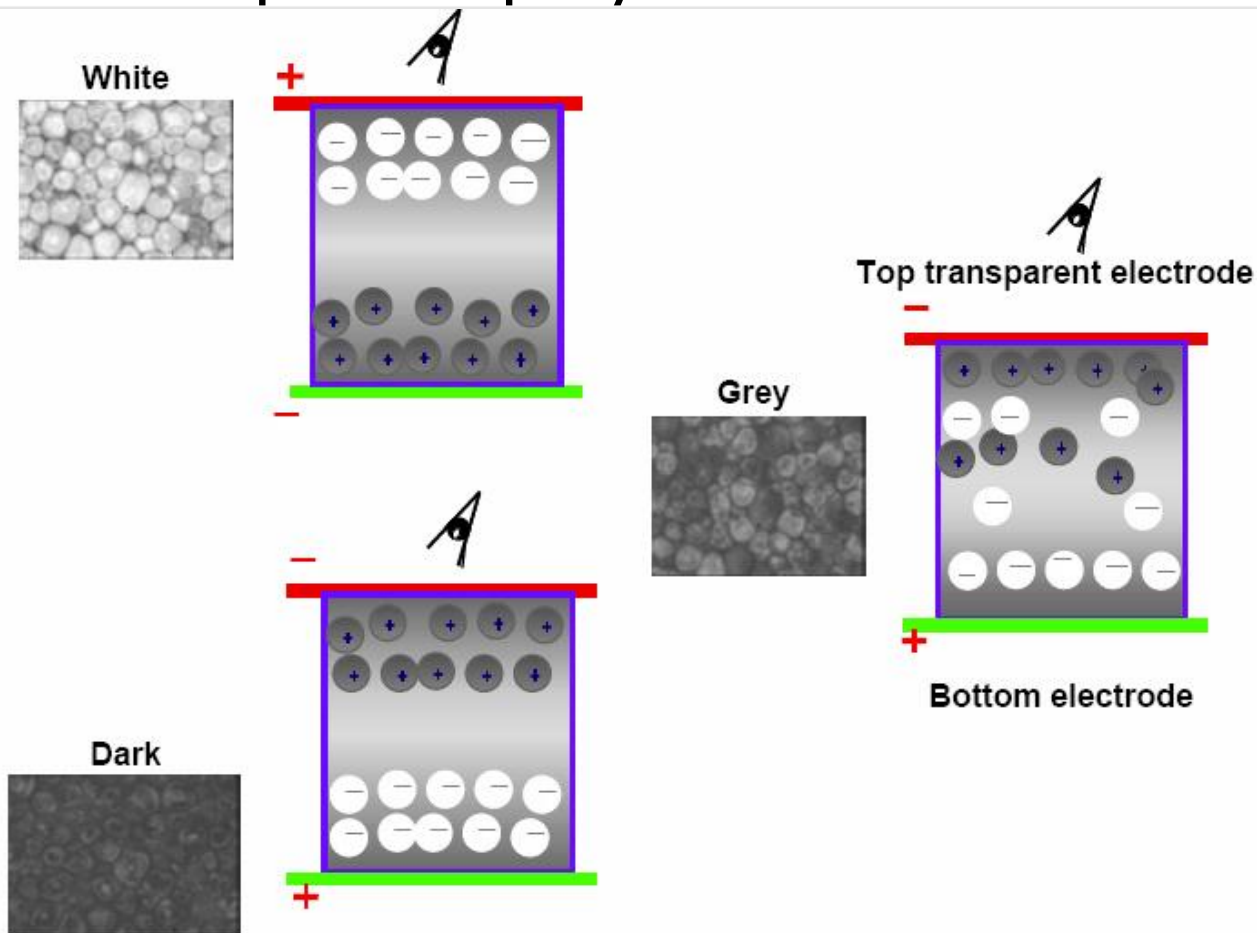 White
+
−
Dark
−
+
Grey
Top transparent electrode
−
+
Bottom electrode